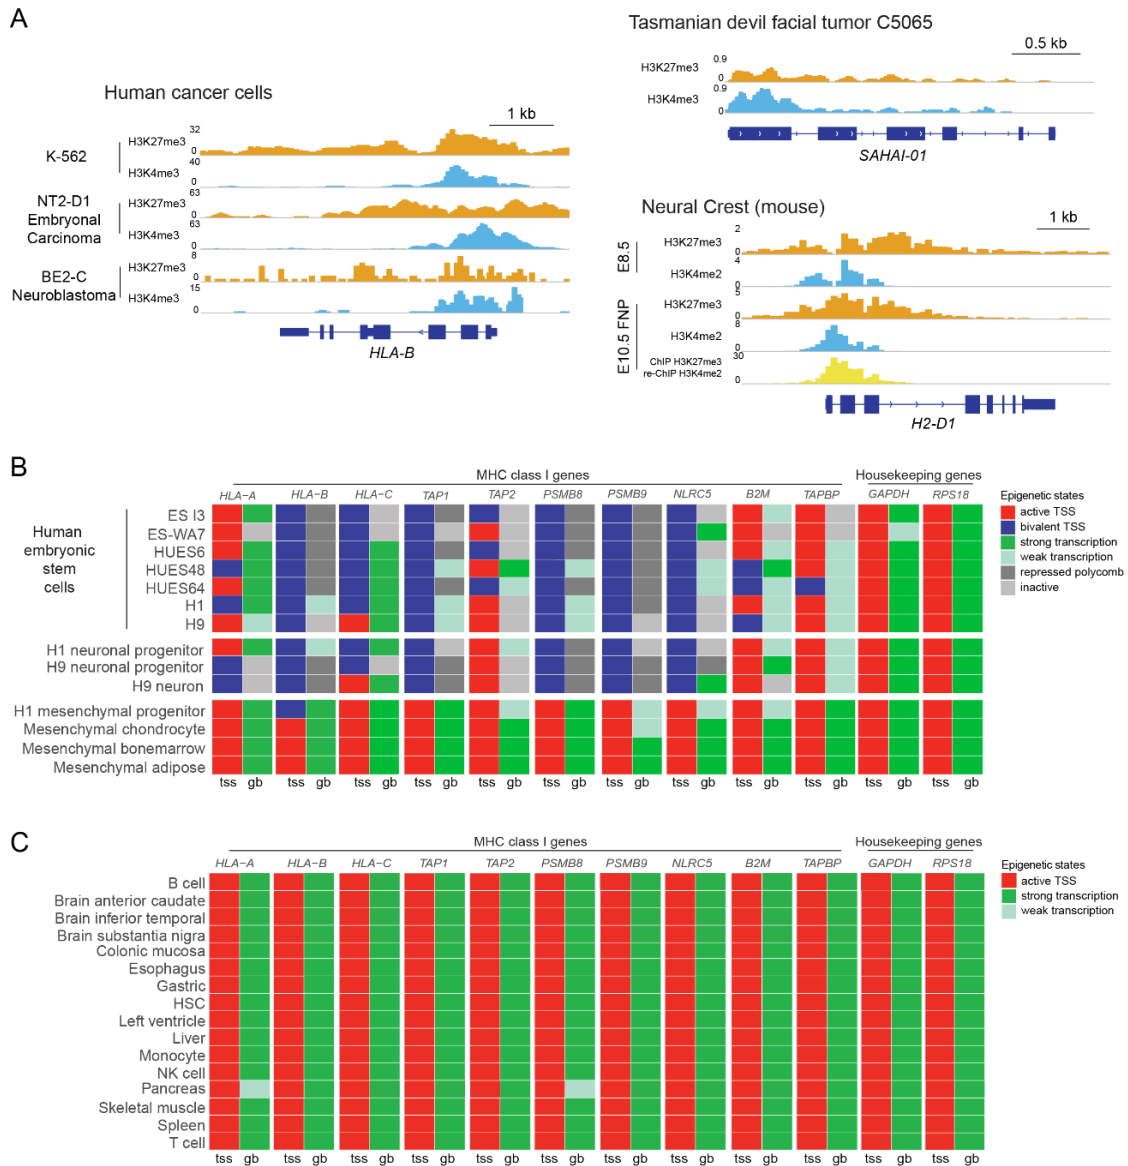 A
Human cancer cells
1 kb
K-562
H3K27me3
32
0
H3K4me3
40
0
NT2-D1
Embryonal
Carcinoma
H3K27me3
63
0
H3K4me3
63
0
BE2-C
Neuroblastoma
H3K27me3
8
0
H3K4me3
15
0
HLA-B
Tasmanian devil facial tumor C5065
0.5 kb
H3K27me3
0.9
0
H3K4me3
0.9
0
SAHAI-01
Neural Crest (mouse)
1 kb
E8.5
H3K27me3
2
0
H3K4me2
4
0
E10.5 FNP
H3K27me3
5
0
H3K4me2
8
0
ChIP H3K27me3
re-ChIP H3K4me2
30
0
H2-D1
B
MHC class I genes
Housekeeping genes
HLA-A HLA-B HLA-C TAP1 TAP2 PSMB8 PSMB9 NLRC5 B2M TAPBP GAPDH RPS18
Human
embryonic
stem
cells
ES I3
ES-WA7
HUES6
HUES48
HUES64
H1
H9
H1 neuronal progenitor
H9 neuronal progenitor
H9 neuron
H1 mesenchymal progenitor
Mesenchymal chondrocyte
Mesenchymal bonemarrow
Mesenchymal adipose
tss gb tss gb tss gb tss gb tss gb tss gb tss gb tss gb tss gb tss gb tss gb tss gb
Epigenetic states
active TSS
bivalent TSS
strong transcription
weak transcription
repressed polycomb
inactive
C
MHC class I genes
Housekeeping genes
HLA-A HLA-B HLA-C TAP1 TAP2 PSMB8 PSMB9 NLRC5 B2M TAPBP GAPDH RPS18
B cell
Brain anterior caudate
Brain inferior temporal
Brain substantia nigra
Colonic mucosa
Esophagus
Gastric
HSC
Left ventricle
Liver
Monocyte
NK cell
Pancreas
Skeletal muscle
Spleen
T cell
tss gb tss gb tss gb tss gb tss gb tss gb tss gb tss gb tss gb tss gb tss gb tss gb
Epigenetic states
active TSS
strong transcription
weak transcription